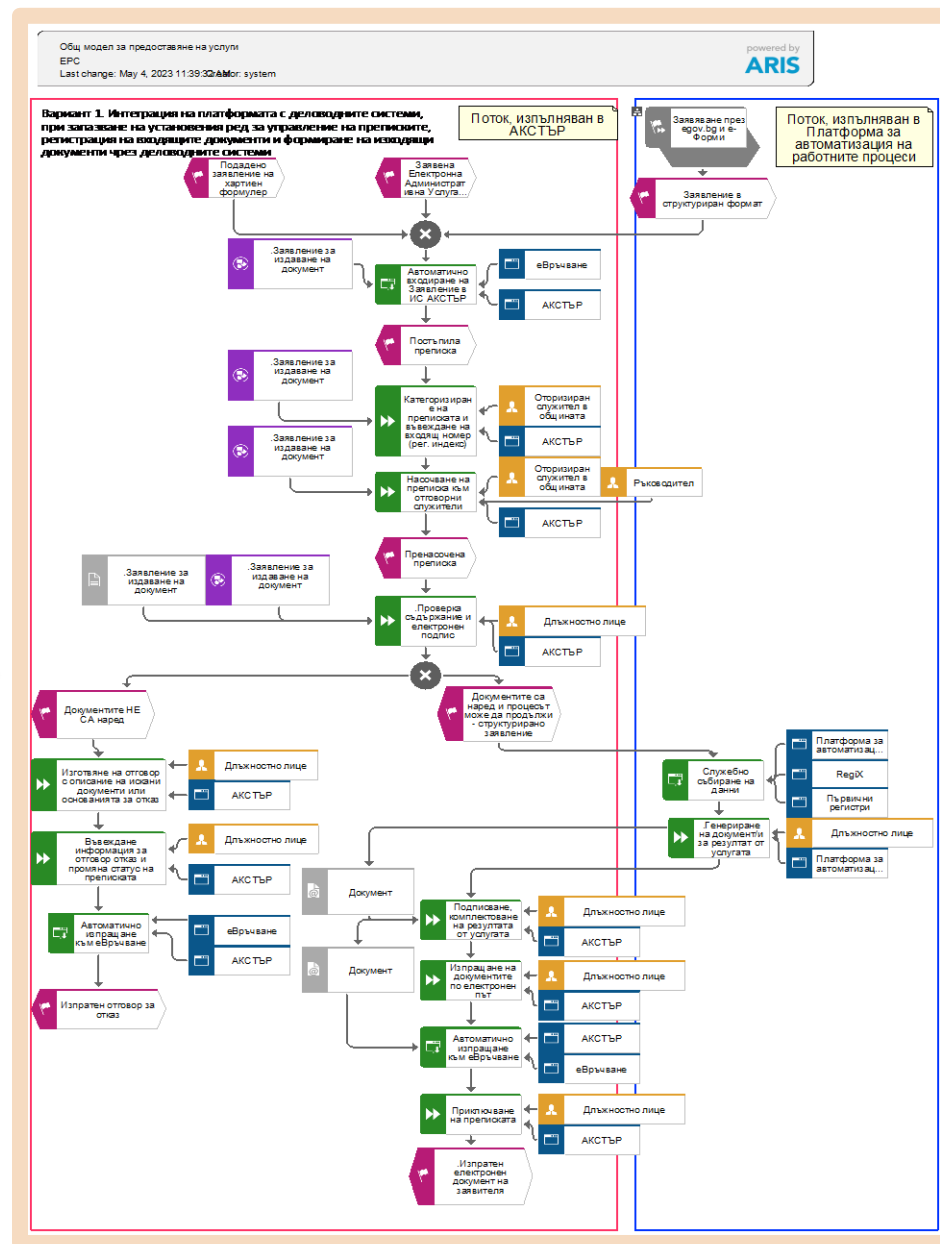 Общ модел за предоставяне на услуги
EPC
Last change: May 4, 2023 11:39:32 AM Creator: system
powered by
ARIS
Вариант 1. Интеграция на платформата с деловодните системи,
при запазване на установения ред за управление на преписките,
регистрация на входящите документи и формиране на изходящи
документи чрез деловодните системи
Поток, изпълняван в
АКСТЪР
Заявяване през
egov.bg и е-
Форми
Поток, изпълняван в
Платформа за
автоматизация на
работните процеси
Подадено
заявление на
хартиен
формуляр
Заявена
Електронна
Администрат
ивна Услуга...
Заявление в
структуриран формат
.Заявление за
издаване на
документ
Автоматично
входиране на
Заявление в
ИС АКСТЪР
еВръчване
АКСТЪР
Постъпила
преписка
.Заявление за
издаване на
документ
Категоризиран
е на
преписката и
въвеждане на
входящ номер
(рег. индекс)
Оторизиран
служител в
общината
АКСТЪР
.Заявление за
издаване на
документ
Насочване на
преписка към
отговорни
служители
Оторизиран
служител в
общината
Ръководител
АКСТЪР
Пренасочена
преписка
.Заявление за
издаване на
документ
.Заявление за
издаване на
документ
.Проверка
съдържание и
електронен
подпис
Длъжностно лице
АКСТЪР
Документите НЕ
СА наред
Документите са
наред и процесът
може да продължи
- структурирано
заявление
Изготвяне на отговор
с описание на искани
документи или
основанията за отказ
Длъжностно лице
АКСТЪР
Служебно
събиране на
данни
Платформа за
автоматизац...
RegiX
Първични
регистри
Въвеждане
информация за
отговор отказ и
промяна статус на
преписката
Длъжностно лице
АКСТЪР
.Генериране
на документ/и
за резултат от
услугата
Длъжностно лице
Платформа за
автоматизац...
Документ
Подписване,
комплектоване
на резултата
от услугата
Длъжностно лице
АКСТЪР
Автоматично
изпращане
към еВръчване
еВръчване
АКСТЪР
Документ
Изпращане на
документите
по електронен
път
Длъжностно лице
АКСТЪР
Изпратен отговор за
отказ
Автоматично
изпращане
към еВръчване
АКСТЪР
еВръчване
Приключване
на преписката
Длъжностно лице
АКСТЪР
.Изпратен
електронен
документ на
заявителя